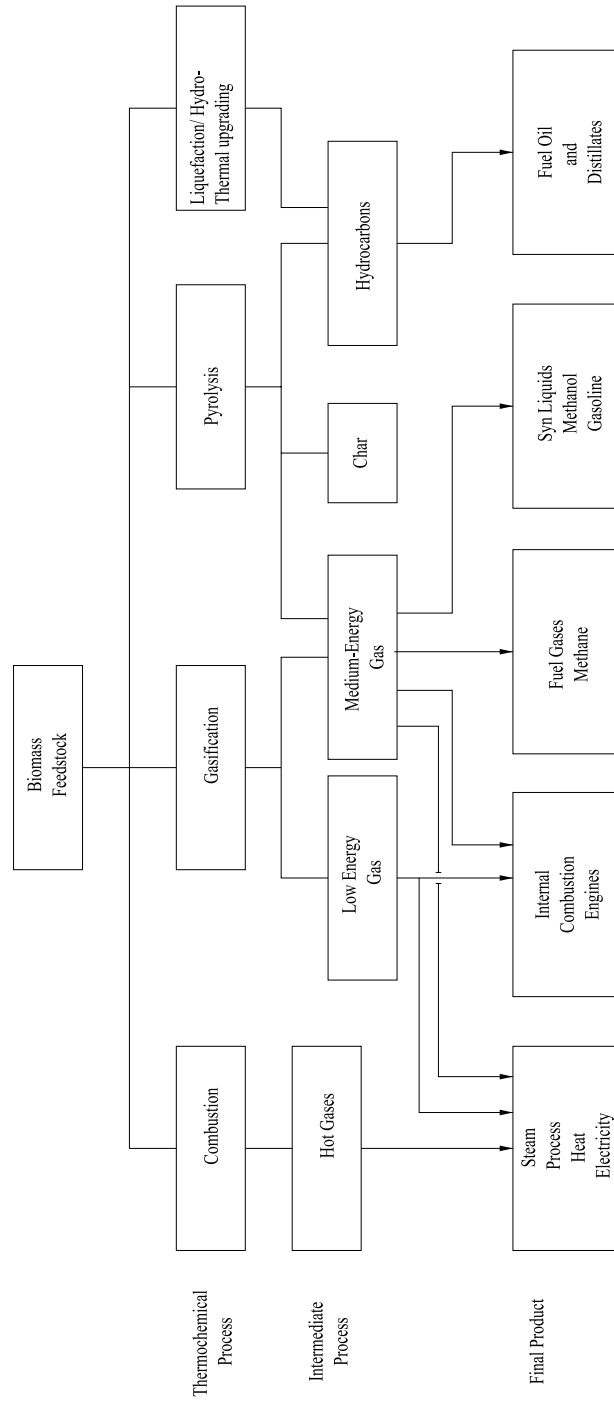 Biomass
Feedstock
Thermochemical
Process
Combustion
Gasification
Pyrolysis
Liquefaction/ Hydro-
Thermal upgrading
Intermediate
Process
Hot Gases
Low Energy
Gas
Medium-Energy
Gas
Char
Hydrocarbons
Final Product
Steam
Process
Heat
Electricity
Internal
Combustion
Engines
Fuel Gases
Methane
Syn Liquids
Methanol
Gasoline
Fuel Oil
and
Distillates